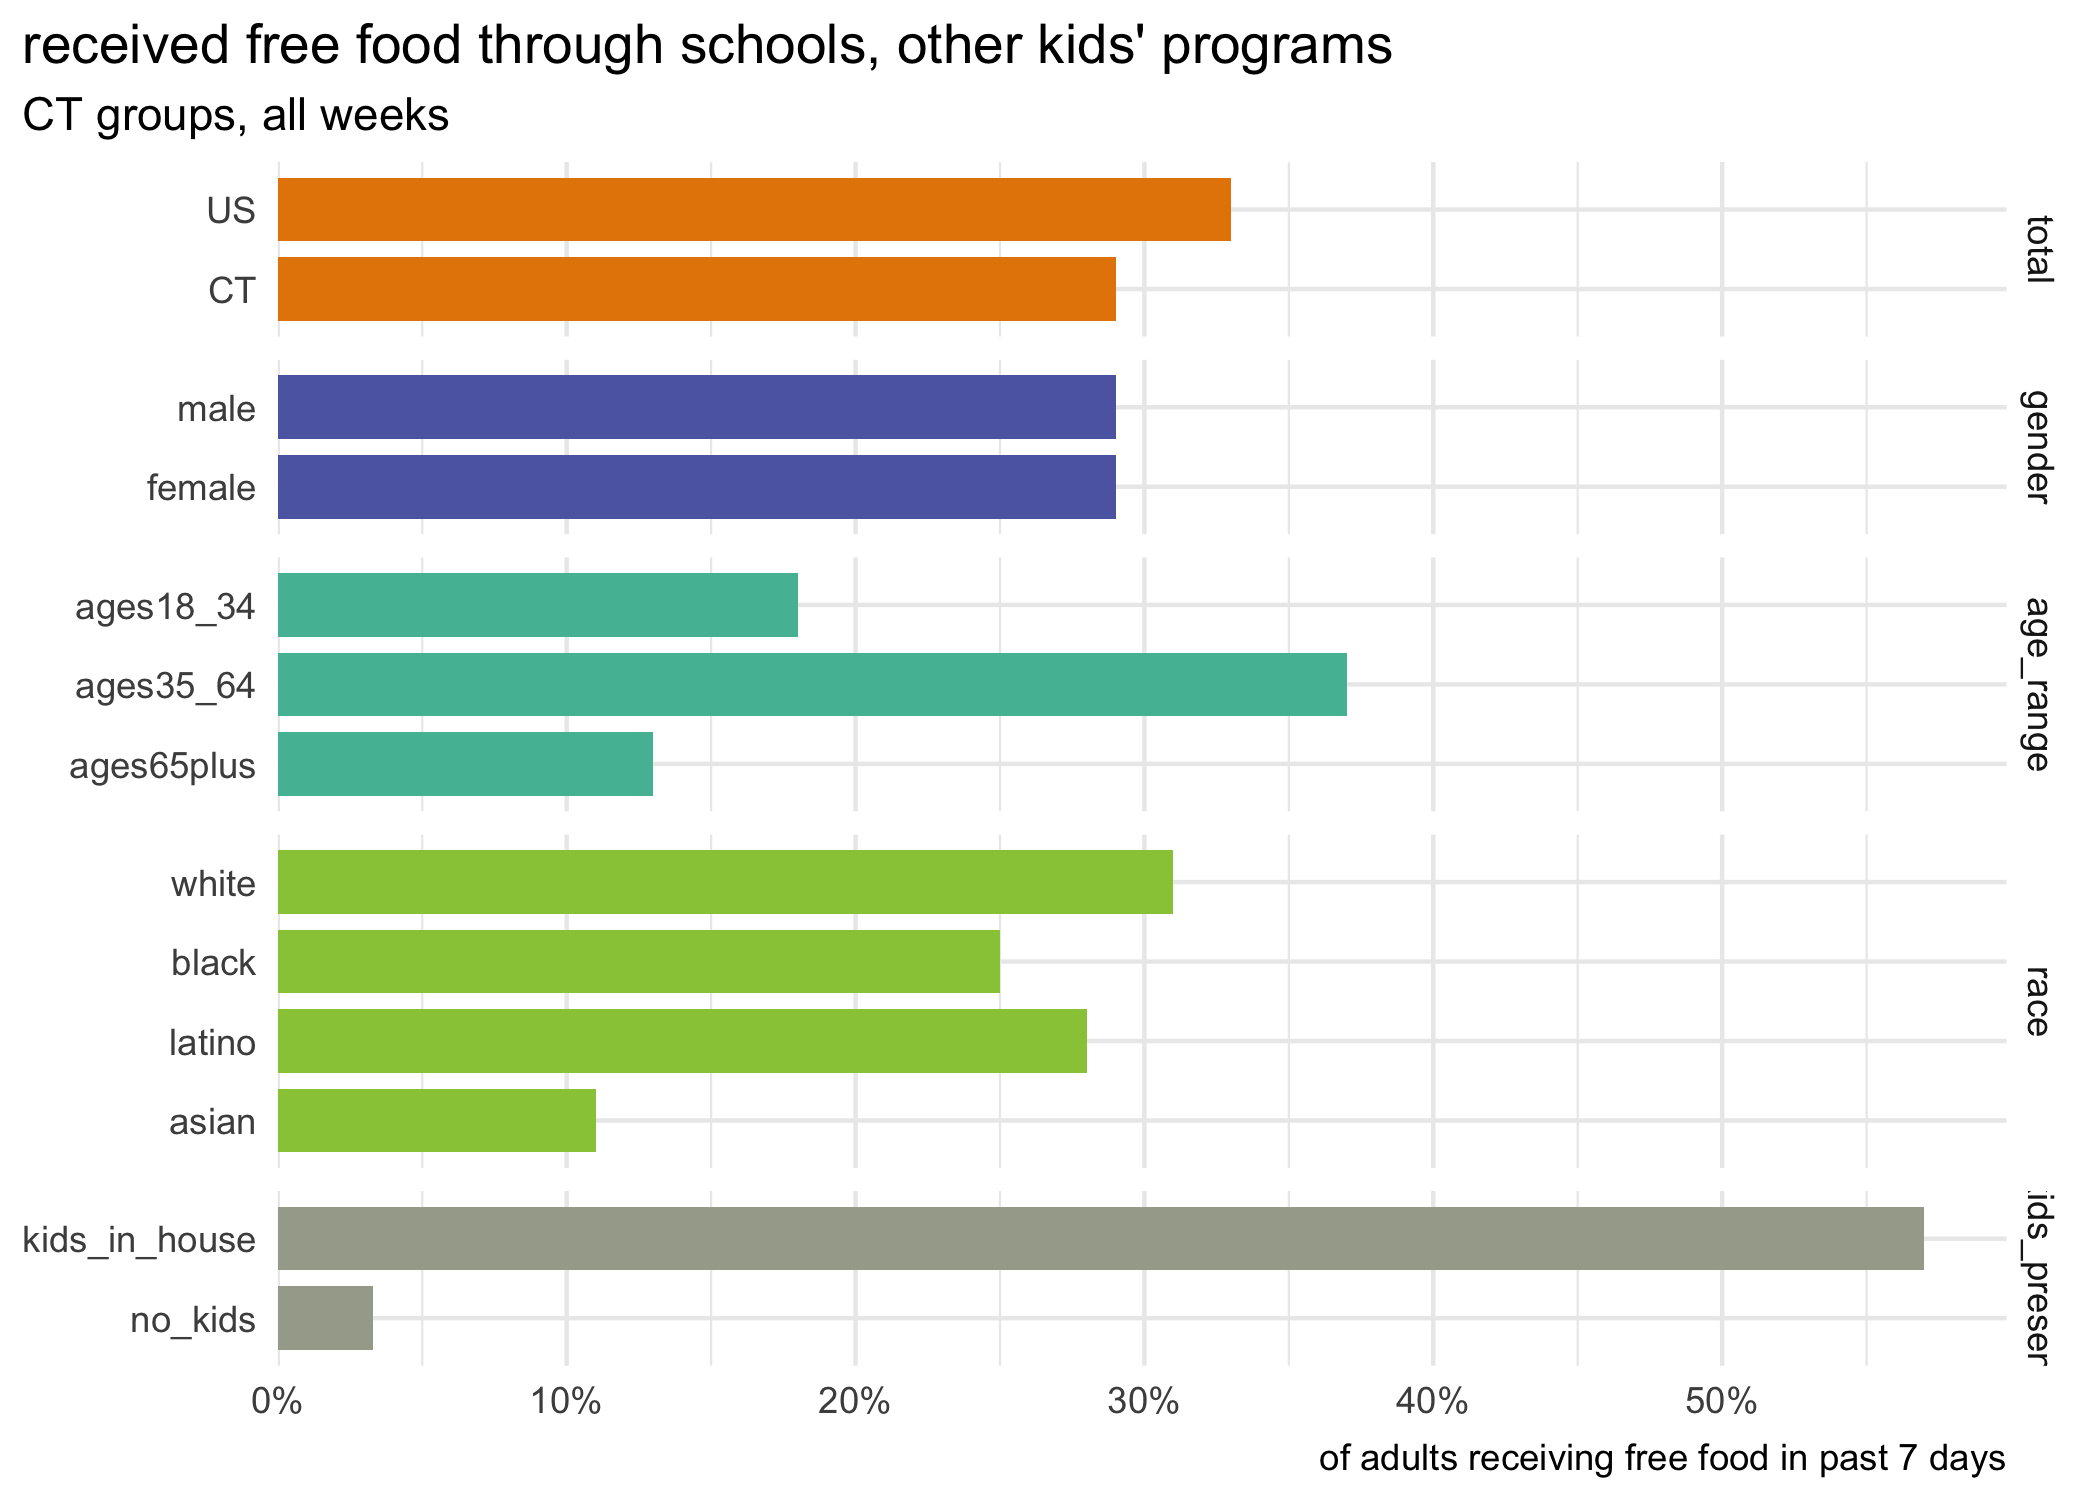 received free food through schools, other kids' programs
CT groups, all weeks
US
CT
total
male
female
gender
ages18_34
ages35_64
ages65plus
age_range
white
black
latino
asian
race
kids_in_house
no_kids
ids_preser
0% 10% 20% 30% 40% 50%
of adults receiving free food in past 7 days